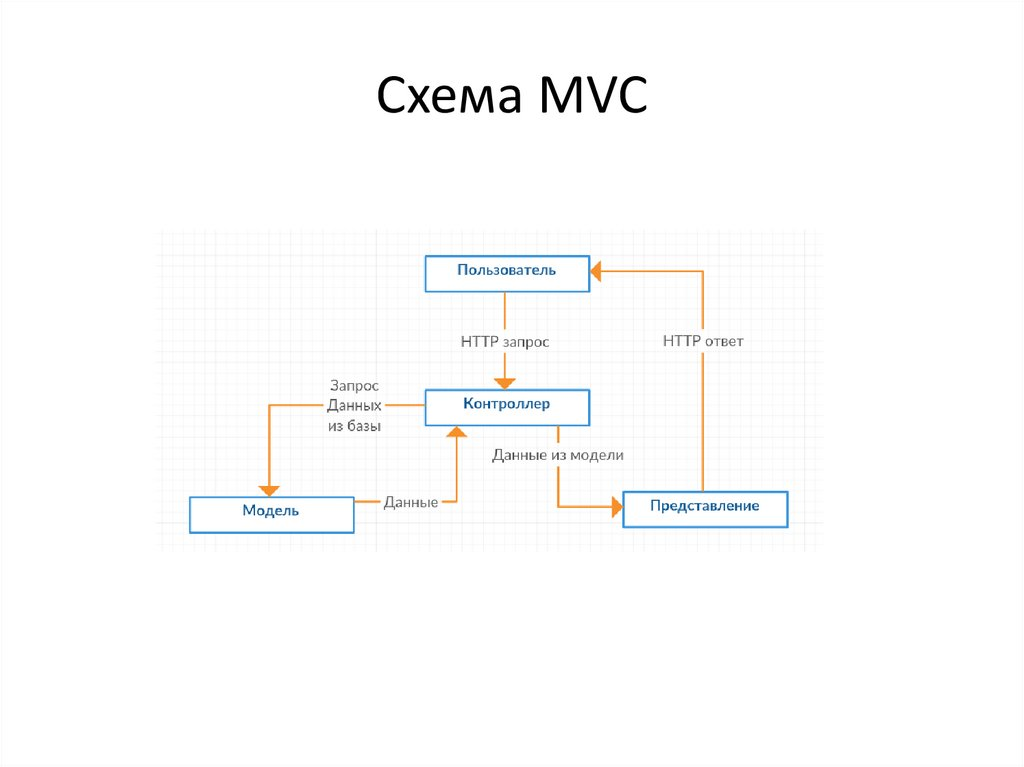 Схема MVC
Пользователь
HTTP запрос
HTTP ответ
Запрос
Данных
из базы
Контроллер
Данные из модели
Данные
Модель
Представление